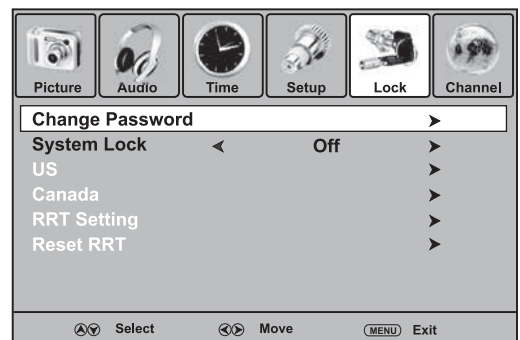 Picture Audio Time Setup Lock Channel
Change Password
System Lock Off
US
Canada
RRT Setting
Reset RRT
Select Move MENU Exit